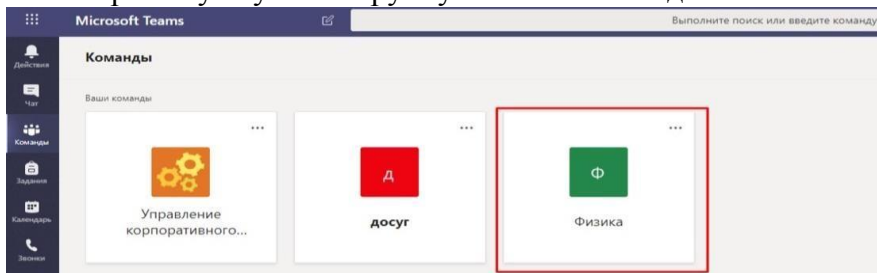 Microsoft Teams
Выполните поиск или введите команду
Действия
Команды
Чат
Ваши команды
Команды
Задания
Календарь
Звонки
Управление
корпоративного...
Д
досуг
Ф
Физика